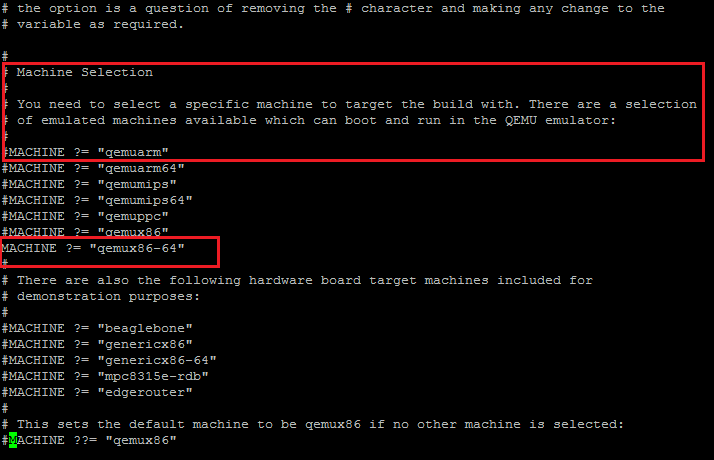 # the option is a question of removing the # character and making any change to the
# variable as required.
#
# Machine Selection
#
# You need to select a specific machine to target the build with. There are a selection
# of emulated machines available which can boot and run in the QEMU emulator:
#
#MACHINE ?= "qemuarm"
#MACHINE ?= "qemuarm64"
#MACHINE ?= "qemumips"
#MACHINE ?= "qemumips64"
#MACHINE ?= "qemuppc"
#MACHINE ?= "qemux86"
MACHINE ?= "qemux86-64"
#
# There are also the following hardware board target machines included for
# demonstration purposes:
#
#MACHINE ?= "beaglebone"
#MACHINE ?= "genericx86"
#MACHINE ?= "genericx86-64"
#MACHINE ?= "mpc8315e-rdb"
#MACHINE ?= "edgerouter"
#
# This sets the default machine to be qemux86 if no other machine is selected:
#MACHINE ??= "qemux86"